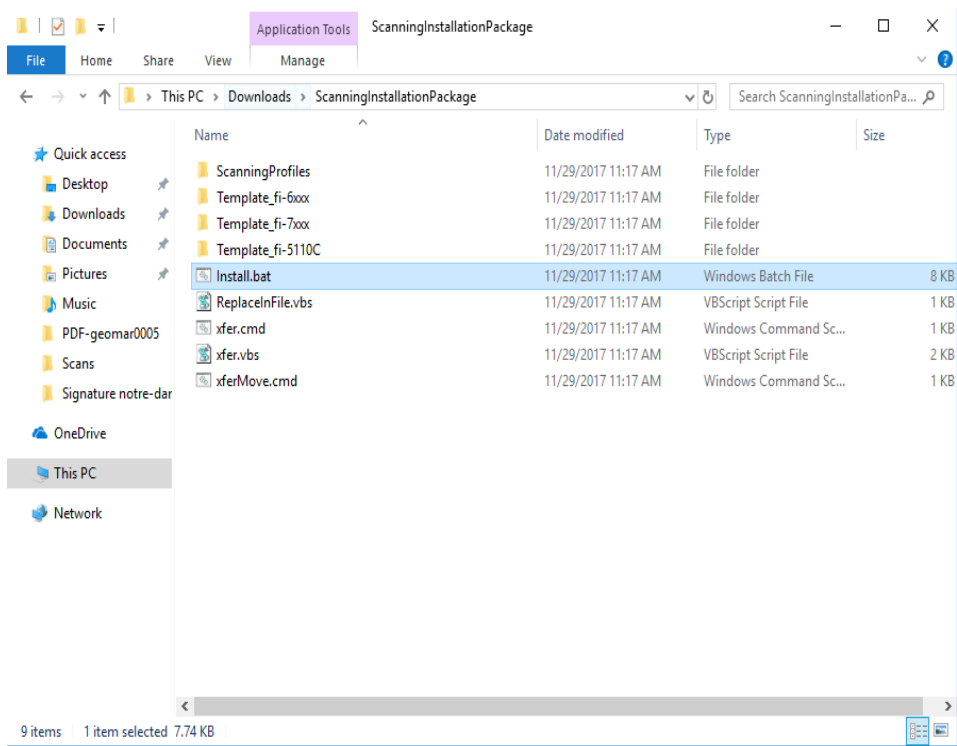 Application Tools ScanningInstallationPackage
File Home Share View Manage
This PC Downloads ScanningInstallationPackage Search ScanningInstallationPa...
Name Date modified Type Size
Quick access
Desktop
Downloads
Documents
Pictures
Music
PDF-geomar0005
Scans
Signature notre-dar
OneDrive
This PC
Network
ScanningProfiles 11/29/2017 11:17 AM File folder
Template_fi-6xxx 11/29/2017 11:17 AM File folder
Template_fi-7xxx 11/29/2017 11:17 AM File folder
Template_fi-5110C 11/29/2017 11:17 AM File folder
Install.bat 11/29/2017 11:17 AM Windows Batch File 8 KB
ReplaceInFile.vbs 11/29/2017 11:17 AM VBScript Script File 1 KB
xfer.cmd 11/29/2017 11:17 AM Windows Command Sc... 1 KB
xfer.vbs 11/29/2017 11:17 AM VBScript Script File 2 KB
xferMove.cmd 11/29/2017 11:17 AM Windows Command Sc... 1 KB
9 items 1 item selected 7.74 KB